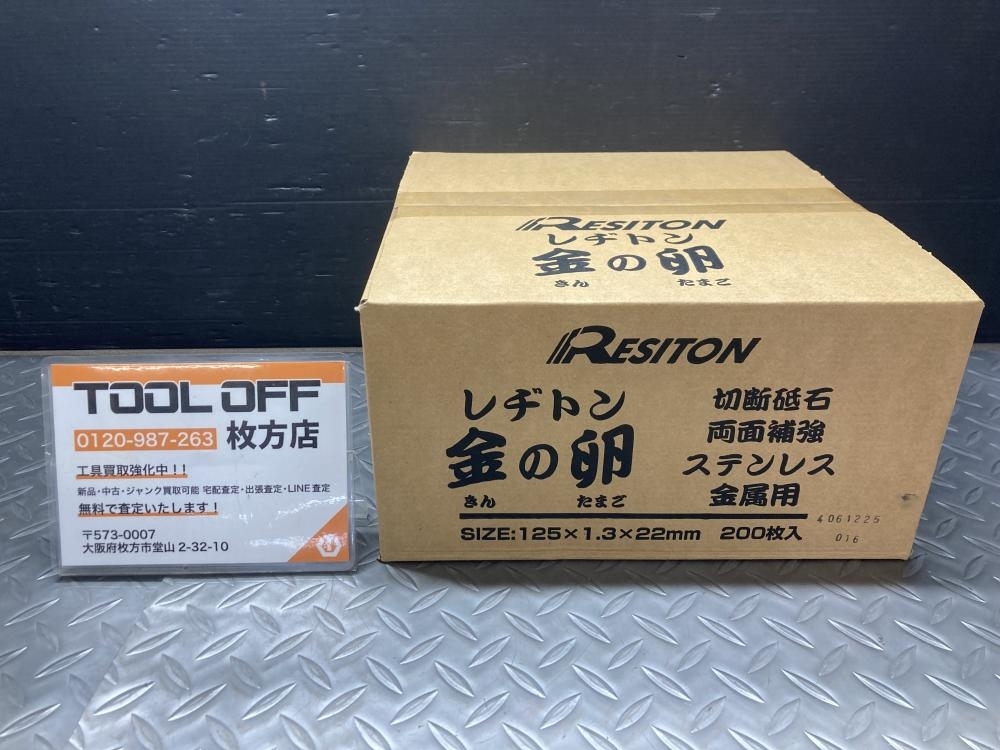 TOOL OFF
0120-987-263 枚方店
工具買取強化中！！
新品・中古・ジャンク買取可能 宅配査定・出張査定・LINE査定
無料で査定いたします！
〒573-0007
大阪府枚方市堂山2-32-10
RESITON
レヂトン
金の卵
きん たまご
RESITON
レヂトン
金の卵
きん たまご
切断砥石
両面補強
ステンレス
金属用
SIZE:125×1.3×22mm 200枚入
4061225
016